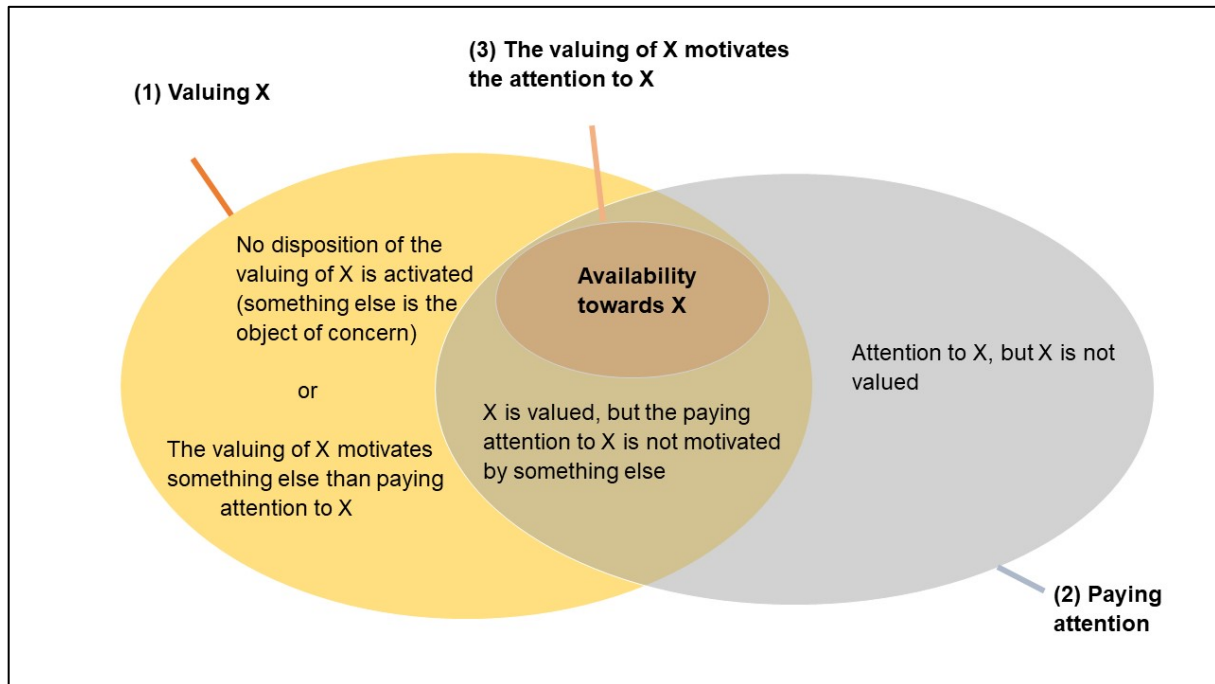 (3) The valuing of X motivates
the attention to X
(1) Valuing X
No disposition of the
valuing of X is activated
(something else is the
object of concern)
or
The valuing of X motivates
something else than paying
attention to X
Availability
towards X
X is valued, but the paying
attention to X is not motivated
by something else
Attention to X, but X is not
valued
(2) Paying
attention